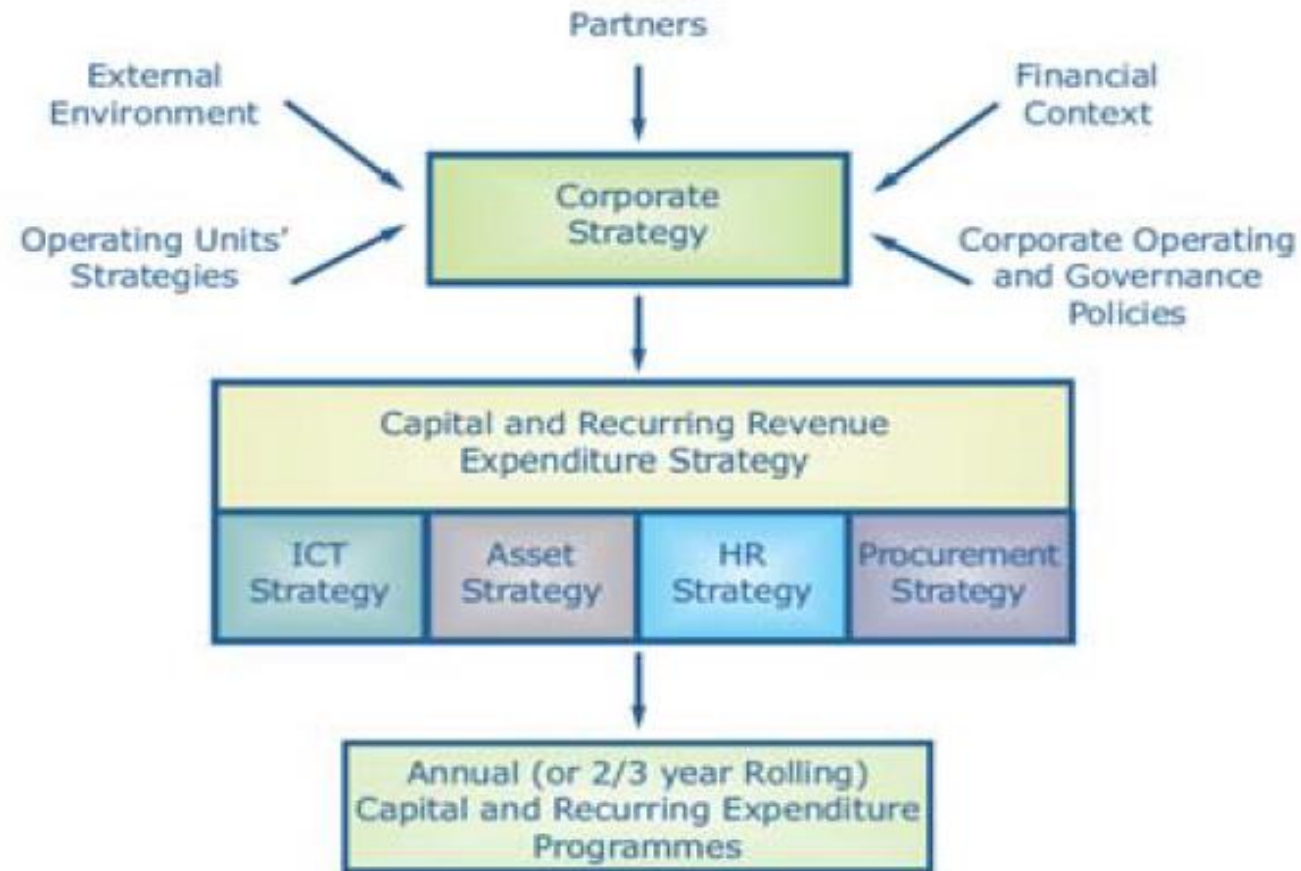 Partners
External
Environment
Financial
Context
Corporate
Strategy
Operating Units’
Strategies
Corporate Operating
and Governance
Policies
Capital and Recurring Revenue
Expenditure Strategy
ICT
Strategy
Asset
Strategy
HR
Strategy
Procurement
Strategy
Annual (or 2/3 year Rolling)
Capital and Recurring Expenditure
Programmes